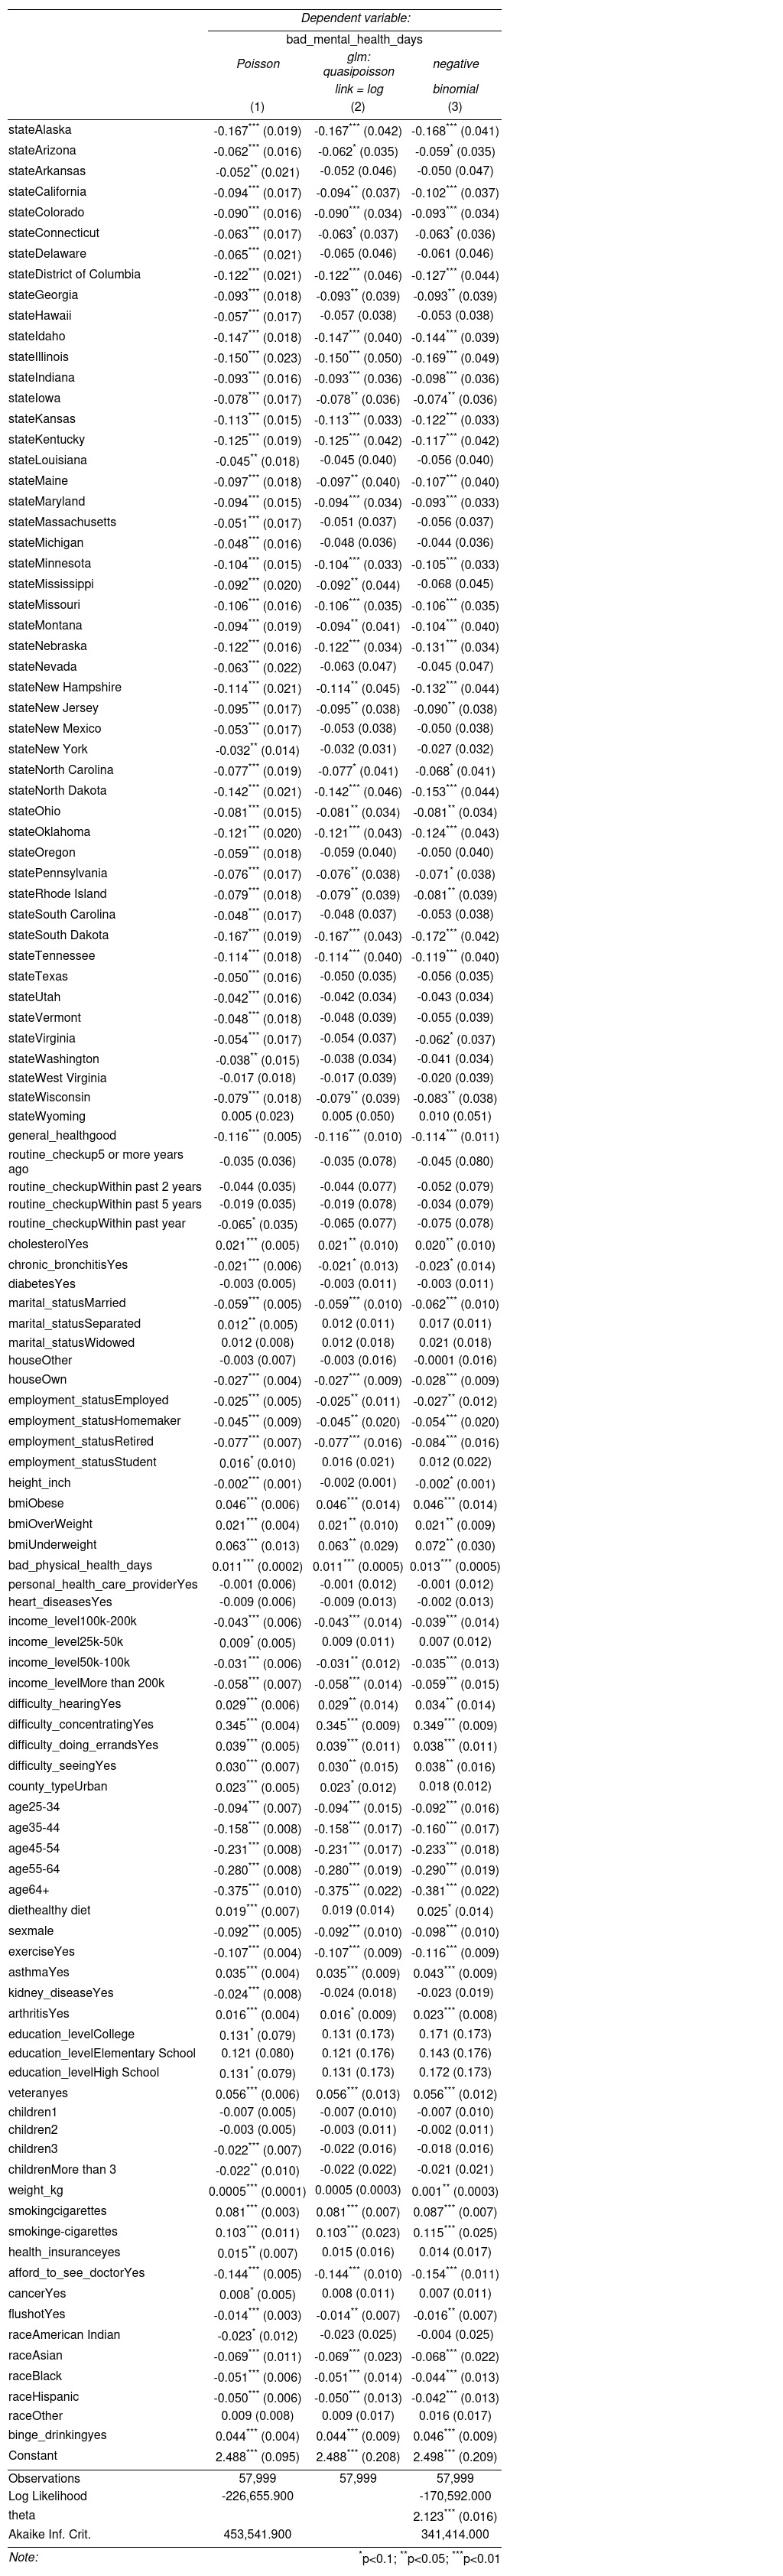 Dependent variable:
bad_mental_health_days
Poisson glm: quasipoisson negative
link = log binomial
(1) (2) (3)
stateAlaska -0.167*** (0.019) -0.167*** (0.042) -0.168*** (0.041)
stateArizona -0.062*** (0.016) -0.062* (0.035) -0.059* (0.035)
stateArkansas -0.052** (0.021) -0.052 (0.046) -0.050 (0.047)
stateCalifornia -0.094*** (0.017) -0.094** (0.037) -0.102*** (0.037)
stateColorado -0.090*** (0.016) -0.090*** (0.034) -0.093*** (0.034)
stateConnecticut -0.063*** (0.017) -0.063* (0.037) -0.063* (0.036)
stateDelaware -0.065*** (0.021) -0.065 (0.046) -0.061 (0.046)
stateDistrict of Columbia -0.122*** (0.021) -0.122*** (0.046) -0.127*** (0.044)
stateGeorgia -0.093*** (0.018) -0.093** (0.039) -0.093** (0.039)
stateHawaii -0.057*** (0.017) -0.057 (0.038) -0.053 (0.038)
stateIdaho -0.147*** (0.018) -0.147*** (0.040) -0.144*** (0.039)
stateIllinois -0.150*** (0.023) -0.150*** (0.050) -0.169*** (0.049)
stateIndiana -0.093*** (0.016) -0.093*** (0.036) -0.098*** (0.036)
stateIowa -0.078*** (0.017) -0.078** (0.036) -0.074** (0.036)
stateKansas -0.113*** (0.015) -0.113*** (0.033) -0.122*** (0.033)
stateKentucky -0.125*** (0.019) -0.125*** (0.042) -0.117*** (0.042)
stateLouisiana -0.045** (0.018) -0.045 (0.040) -0.056 (0.040)
stateMaine -0.097*** (0.018) -0.097** (0.040) -0.107*** (0.040)
stateMaryland -0.094*** (0.015) -0.094*** (0.034) -0.093*** (0.033)
stateMassachusetts -0.051*** (0.017) -0.051 (0.037) -0.056 (0.037)
stateMichigan -0.048*** (0.016) -0.048 (0.036) -0.044 (0.036)
stateMinnesota -0.104*** (0.015) -0.104*** (0.033) -0.105*** (0.033)
stateMississippi -0.092*** (0.020) -0.092** (0.044) -0.068 (0.045)
stateMissouri -0.106*** (0.016) -0.106*** (0.035) -0.106*** (0.035)
stateMontana -0.094*** (0.019) -0.094** (0.041) -0.104*** (0.040)
stateNebraska -0.122*** (0.016) -0.122*** (0.034) -0.131*** (0.034)
stateNevada -0.063*** (0.022) -0.063 (0.047) -0.045 (0.047)
stateNew Hampshire -0.114*** (0.021) -0.114** (0.045) -0.132*** (0.044)
stateNew Jersey -0.095*** (0.017) -0.095** (0.038) -0.090** (0.038)
stateNew Mexico -0.053*** (0.017) -0.053 (0.038) -0.050 (0.038)
stateNew York -0.032** (0.014) -0.032 (0.031) -0.027 (0.032)
stateNorth Carolina -0.077*** (0.019) -0.077* (0.041) -0.068* (0.041)
stateNorth Dakota -0.142*** (0.021) -0.142*** (0.046) -0.153*** (0.044)
stateOhio -0.081*** (0.015) -0.081** (0.034) -0.081** (0.034)
stateOklahoma -0.121*** (0.020) -0.121*** (0.043) -0.124*** (0.043)
stateOregon -0.059*** (0.018) -0.059 (0.040) -0.050 (0.040)
statePennsylvania -0.076*** (0.017) -0.076** (0.038) -0.071* (0.038)
stateRhode Island -0.079*** (0.018) -0.079** (0.039) -0.081** (0.039)
stateSouth Carolina -0.048*** (0.017) -0.048 (0.037) -0.053 (0.038)
stateSouth Dakota -0.167*** (0.019) -0.167*** (0.043) -0.172*** (0.042)
stateTennessee -0.114*** (0.018) -0.114*** (0.040) -0.119*** (0.040)
stateTexas -0.050*** (0.016) -0.050 (0.035) -0.056 (0.035)
stateUtah -0.042*** (0.016) -0.042 (0.034) -0.043 (0.034)
stateVermont -0.048*** (0.018) -0.048 (0.039) -0.055 (0.039)
stateVirginia -0.054*** (0.017) -0.054 (0.037) -0.062* (0.037)
stateWashington -0.038** (0.015) -0.038 (0.034) -0.041 (0.034)
stateWest Virginia -0.017 (0.018) -0.017 (0.039) -0.020 (0.039)
stateWisconsin -0.079*** (0.018) -0.079** (0.039) -0.083** (0.038)
stateWyoming 0.005 (0.023) 0.005 (0.050) 0.010 (0.051)
general_healthgood -0.116*** (0.005) -0.116*** (0.010) -0.114*** (0.011)
routine_checkup5 or more years ago -0.035 (0.036) -0.035 (0.078) -0.045 (0.080)
routine_checkupWithin past 2 years -0.044 (0.035) -0.044 (0.077) -0.052 (0.079)
routine_checkupWithin past 5 years -0.019 (0.035) -0.019 (0.078) -0.034 (0.079)
routine_checkupWithin past year -0.065* (0.035) -0.065 (0.077) -0.075 (0.078)
cholesterolYes 0.021*** (0.005) 0.021** (0.010) 0.020** (0.010)
chronic_bronchitisYes -0.021*** (0.006) -0.021* (0.013) -0.023* (0.014)
diabetesYes -0.003 (0.005) -0.003 (0.011) -0.003 (0.011)
marital_statusMarried -0.059*** (0.005) -0.059*** (0.010) -0.062*** (0.010)
marital_statusSeparated 0.012** (0.005) 0.012 (0.011) 0.017 (0.011)
marital_statusWidowed 0.012 (0.008) 0.012 (0.018) 0.021 (0.018)
houseOther -0.003 (0.007) -0.003 (0.016) -0.0001 (0.016)
houseOwn -0.027*** (0.004) -0.027*** (0.009) -0.028*** (0.009)
employment_statusEmployed -0.025*** (0.005) -0.025** (0.011) -0.027** (0.012)
employment_statusHomemaker -0.045*** (0.009) -0.045** (0.020) -0.054*** (0.020)
employment_statusRetired -0.077*** (0.007) -0.077*** (0.016) -0.084*** (0.016)
employment_statusStudent 0.016* (0.010) 0.016 (0.021) 0.012 (0.022)
height_inch -0.002*** (0.001) -0.002 (0.001) -0.002* (0.001)
bmiObese 0.046*** (0.006) 0.046*** (0.014) 0.046*** (0.014)
bmiOverWeight 0.021*** (0.004) 0.021** (0.010) 0.021** (0.009)
bmiUnderweight 0.063*** (0.013) 0.063** (0.029) 0.072** (0.030)
bad_physical_health_days 0.011*** (0.0002) 0.011*** (0.0005) 0.013*** (0.0005)
personal_health_care_providerYes -0.001 (0.006) -0.001 (0.012) -0.001 (0.012)
heart_diseasesYes -0.009 (0.006) -0.009 (0.013) -0.002 (0.013)
income_level100k-200k -0.043*** (0.006) -0.043*** (0.014) -0.039*** (0.014)
income_level25k-50k 0.009* (0.005) 0.009 (0.011) 0.007 (0.012)
income_level50k-100k -0.031*** (0.006) -0.031** (0.012) -0.035*** (0.013)
income_levelMore than 200k -0.058*** (0.007) -0.058*** (0.014) -0.059*** (0.015)
difficulty_hearingYes 0.029*** (0.006) 0.029** (0.014) 0.034** (0.014)
difficulty_concentratingYes 0.345*** (0.004) 0.345*** (0.009) 0.349*** (0.009)
difficulty_doing_errandsYes 0.039*** (0.005) 0.039*** (0.011) 0.038*** (0.011)
difficulty_seeingYes 0.030*** (0.007) 0.030** (0.015) 0.038** (0.016)
county_typeUrban 0.023*** (0.005) 0.023* (0.012) 0.018 (0.012)
age25-34 -0.094*** (0.007) -0.094*** (0.015) -0.092*** (0.016)
age35-44 -0.158*** (0.008) -0.158*** (0.017) -0.160*** (0.017)
age45-54 -0.231*** (0.008) -0.231*** (0.017) -0.233*** (0.018)
age55-64 -0.280*** (0.008) -0.280*** (0.019) -0.290*** (0.019)
age64+ -0.375*** (0.010) -0.375*** (0.022) -0.381*** (0.022)
diethealthy diet 0.019*** (0.007) 0.019 (0.014) 0.025* (0.014)
sexmale -0.092*** (0.005) -0.092*** (0.010) -0.098*** (0.010)
exerciseYes -0.107*** (0.004) -0.107*** (0.009) -0.116*** (0.009)
asthmaYes 0.035*** (0.004) 0.035*** (0.009) 0.043*** (0.009)
kidney_diseaseYes -0.024*** (0.008) -0.024 (0.018) -0.023 (0.019)
arthritisYes 0.016*** (0.004) 0.016* (0.009) 0.023*** (0.008)
education_levelCollege 0.131* (0.079) 0.131 (0.173) 0.171 (0.173)
education_levelElementary School 0.121 (0.080) 0.121 (0.176) 0.143 (0.176)
education_levelHigh School 0.131* (0.079) 0.131 (0.173) 0.172 (0.173)
veteranyes 0.056*** (0.006) 0.056*** (0.013) 0.056*** (0.012)
children1 -0.007 (0.005) -0.007 (0.010) -0.007 (0.010)
children2 -0.003 (0.005) -0.003 (0.011) -0.002 (0.011)
children3 -0.022*** (0.007) -0.022 (0.016) -0.018 (0.016)
childrenMore than 3 -0.022** (0.010) -0.022 (0.022) -0.021 (0.021)
weight_kg 0.0005*** (0.0001) 0.0005 (0.0003) 0.001** (0.0003)
smokingcigarettes 0.081*** (0.003) 0.081*** (0.007) 0.087*** (0.007)
smokinge-cigarettes 0.103*** (0.011) 0.103*** (0.023) 0.115*** (0.025)
health_insuranceyes 0.015** (0.007) 0.015 (0.016) 0.014 (0.017)
afford_to_see_doctorYes -0.144*** (0.005) -0.144*** (0.010) -0.154*** (0.011)
cancerYes 0.008* (0.005) 0.008 (0.011) 0.007 (0.011)
flushotYes -0.014*** (0.003) -0.014** (0.007) -0.016** (0.007)
raceAmerican Indian -0.023* (0.012) -0.023 (0.025) -0.004 (0.025)
raceAsian -0.069*** (0.011) -0.069*** (0.023) -0.068*** (0.022)
raceBlack -0.051*** (0.006) -0.051*** (0.014) -0.044*** (0.013)
raceHispanic -0.050*** (0.006) -0.050*** (0.013) -0.042*** (0.013)
raceOther 0.009 (0.008) 0.009 (0.017) 0.016 (0.017)
binge_drinkingyes 0.044*** (0.004) 0.044*** (0.009) 0.046*** (0.009)
Constant 2.488*** (0.095) 2.488*** (0.208) 2.498*** (0.209)
Observations 57,999 57,999 57,999
Log Likelihood -226,655.900 -170,592.000
theta 2.123*** (0.016)
Akaike Inf. Crit. 453,541.900 341,414.000
Note: *p<0.1; **p<0.05; ***p<0.01